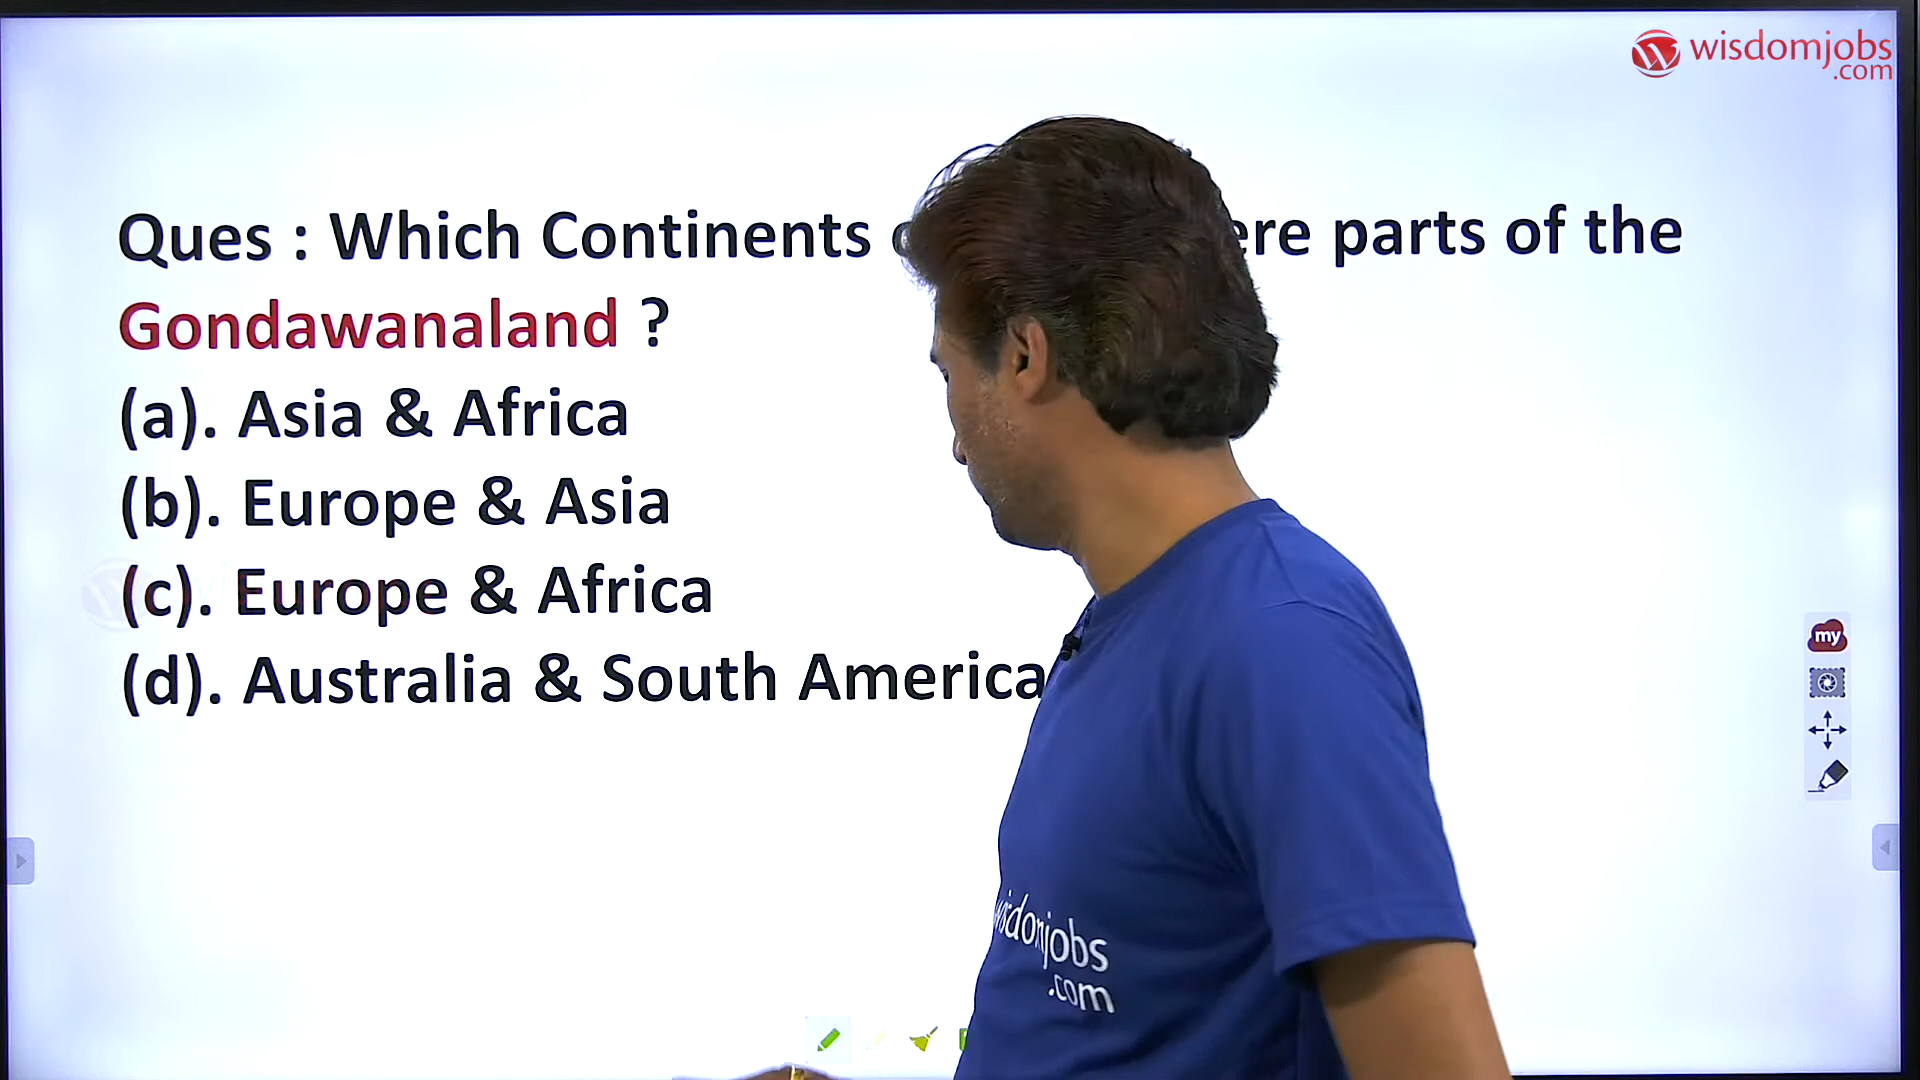 wisdomjobs
.com
Ques : Which Continents ere parts of the
Gondawanaland ?
(a). Asia & Africa
(b). Europe & Asia
(c). Europe & Africa
(d). Australia & South America
my
wisdomjobs
.com